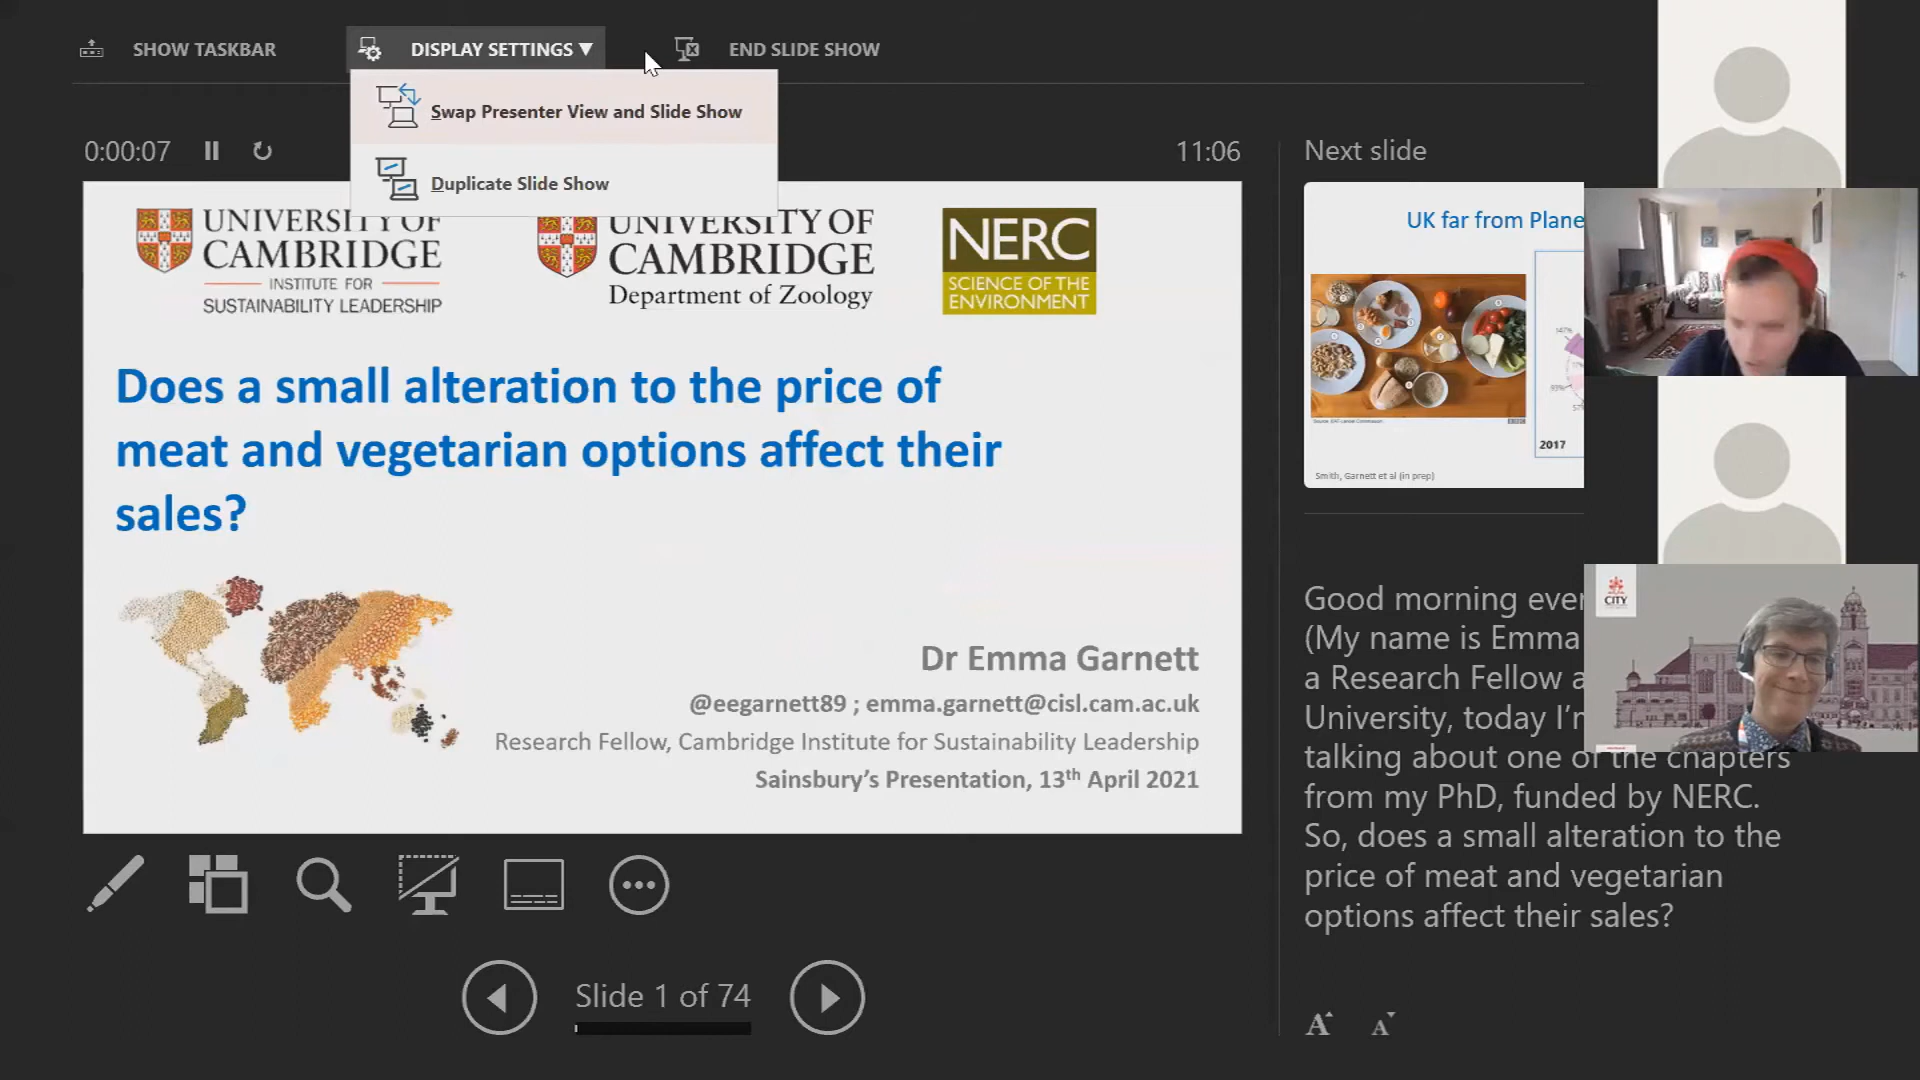 SHOW TASKBAR
DISPLAY SETTINGS ▼
END SLIDE SHOW
Swap Presenter View and Slide Show
Duplicate Slide Show
0:00:07
11:06
Next slide
UNIVERSITY OF
CAMBRIDGE
INSTITUTE FOR
SUSTAINABILITY LEADERSHIP
UNIVERSITY OF
CAMBRIDGE
Department of Zoology
NERC
SCIENCE OF THE
ENVIRONMENT
Does a small alteration to the price of
meat and vegetarian options affect their
sales?
Dr Emma Garnett
@eegarnett89 ; emma.garnett@cisl.cam.ac.uk
Research Fellow, Cambridge Institute for Sustainability Leadership
Sainsbury's Presentation, 13th April 2021
UK far from Plane
147%
93%
2017
Smith, Garnett et al (in prep)
CITY
Good morning ever
(My name is Emma
a Research Fellow a
University, today I'm
talking about one of the chapters
from my PhD, funded by NERC.
So, does a small alteration to the
price of meat and vegetarian
options affect their sales?
Slide 1 of 74